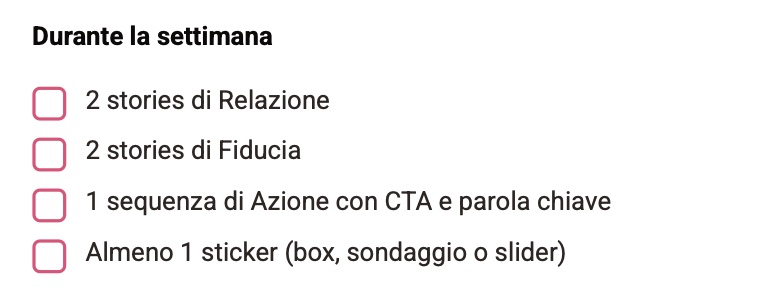 Durante la settimana
2 stories di Relazione
2 stories di Fiducia
1 sequenza di Azione con CTA e parola chiave
Almeno 1 sticker (box, sondaggio o slider)